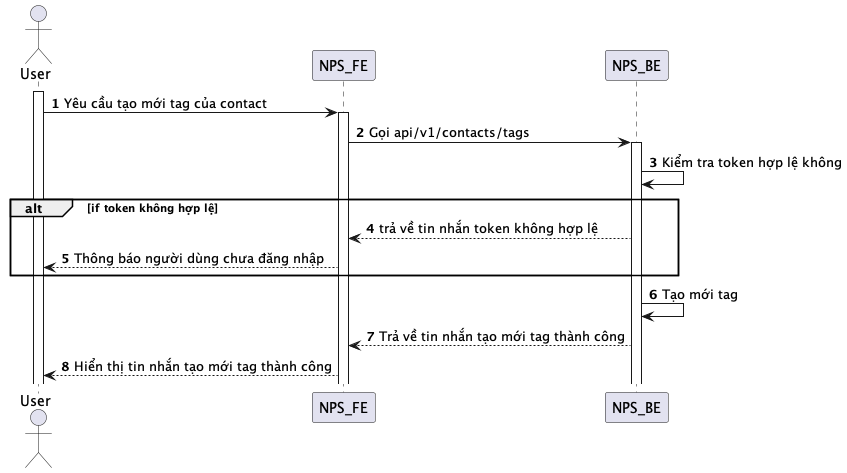 User
NPS_FE
NPS_BE
1 Yêu cầu tạo mới tag của contact
2 Gọi api/v1/contacts/tags
3 Kiểm tra token hợp lệ không
alt [if token không hợp lệ]
4 trả về tin nhắn token không hợp lệ
5 Thông báo người dùng chưa đăng nhập
6 Tạo mới tag
7 Trả về tin nhắn tạo mới tag thành công
8 Hiển thị tin nhắn tạo mới tag thành công
User
NPS_FE
NPS_BE